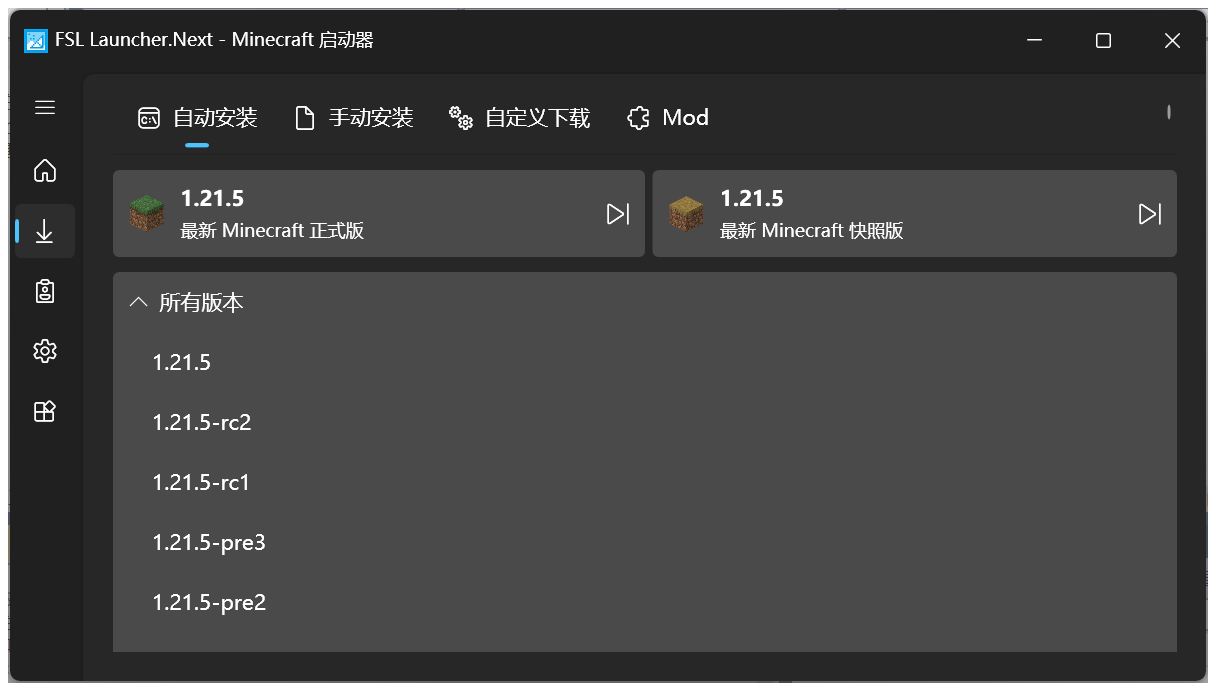 FSL Launcher.Next - Minecraft 启动器
自动安装 手动安装 自定义下载 Mod
1.21.5
最新 Minecraft 正式版
1.21.5
最新 Minecraft 快照版
所有版本
1.21.5
1.21.5-rc2
1.21.5-rc1
1.21.5-pre3
1.21.5-pre2